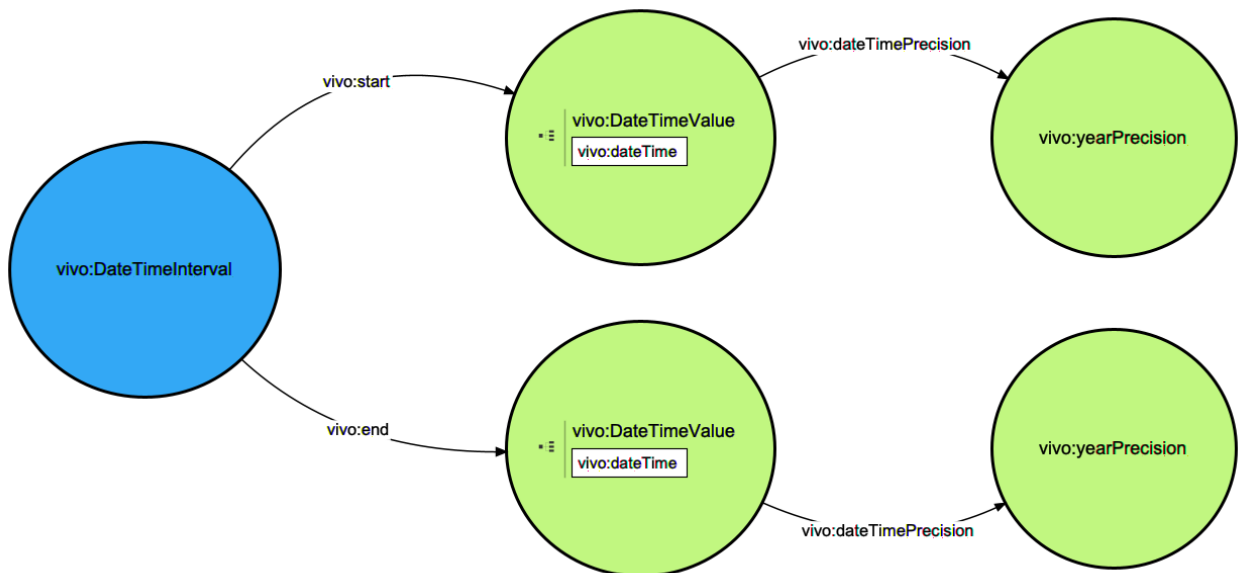 vivo:dateTimePrecision
vivo:start
vivo:DateTimeValue
vivo:dateTime
vivo:yearPrecision
vivo:DateTimeInterval
vivo:end
vivo:DateTimeValue
vivo:dateTime
vivo:yearPrecision
vivo:dateTimePrecision